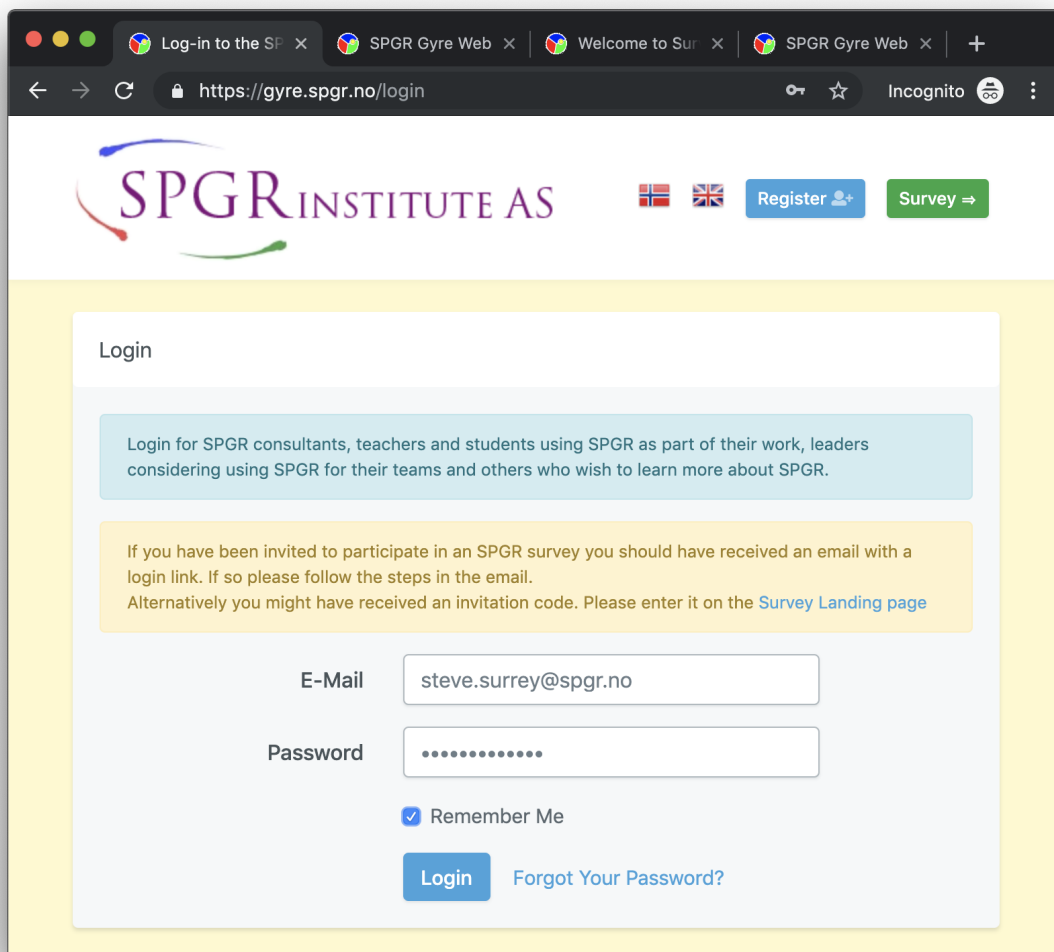 Log-in to the SP
SPGR Gyre Web
Welcome to Sur
SPGR Gyre Web
https://gyre.spgr.no/login
Incognito
SPGR INSTITUTE AS
Register
Survey ⇒
Login
Login for SPGR consultants, teachers and students using SPGR as part of their work, leaders
considering using SPGR for their teams and others who wish to learn more about SPGR.
If you have been invited to participate in an SPGR survey you should have received an email with a
login link. If so please follow the steps in the email.
Alternatively you might have received an invitation code. Please enter it on the Survey Landing page
E-Mail
steve.surrey@spgr.no
Password
•••••••••••••
Remember Me
Login
Forgot Your Password?